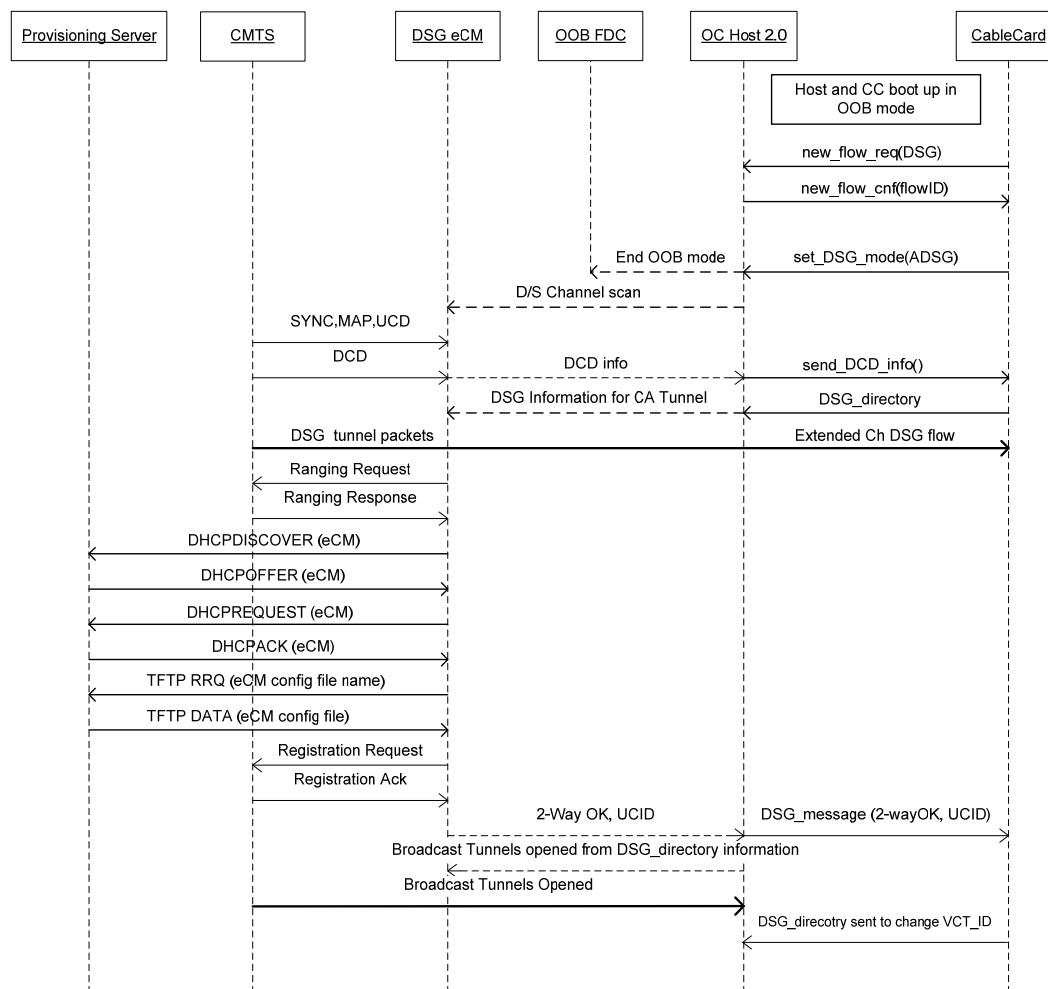 Provisioning Server
CMTS
DSG eCM
OOB FDC
OC Host 2.0
CableCard
Host and CC boot up in
OOB mode
new_flow_req(DSG)
new_flow_cnf(flowID)
End OOB mode
set_DSG_mode(ADSG)
D/S Channel scan
SYNC,MAP,UCD
DCD
DCD info
send_DCD_info()
DSG Information for CA Tunnel
DSG_directory
DSG tunnel packets
Extended Ch DSG flow
Ranging Request
Ranging Response
DHCPDISCOVER (eCM)
DHCPOFFER (eCM)
DHCPREQUEST (eCM)
DHCPACK (eCM)
TFTP RRQ (eCM config file name)
TFTP DATA (eCM config file)
Registration Request
Registration Ack
2-Way OK, UCID
DSG_message (2-wayOK, UCID)
Broadcast Tunnels opened from DSG_directory information
Broadcast Tunnels Opened
DSG_direcotry sent to change VCT_ID